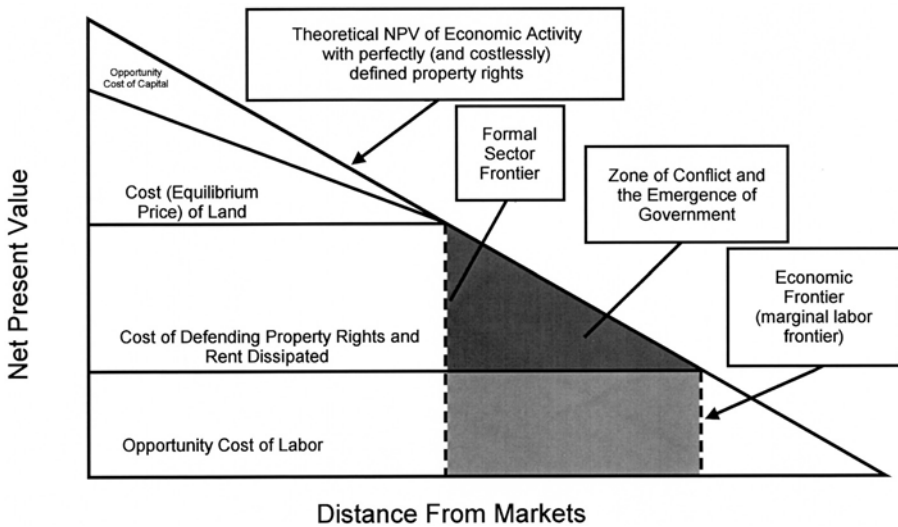 Theoretical NPV of Economic Activity
with perfectly (and costlessly)
defined property rights
Opportunity
Cost of Capital
Formal
Sector
Frontier
Zone of Conflict and
the Emergence of
Government
Cost (Equilibrium
Price) of Land
Economic
Frontier
(marginal labor
frontier)
Cost of Defending Property Rights and
Rent Dissipated
Opportunity Cost of Labor
Net Present Value
Distance From Markets